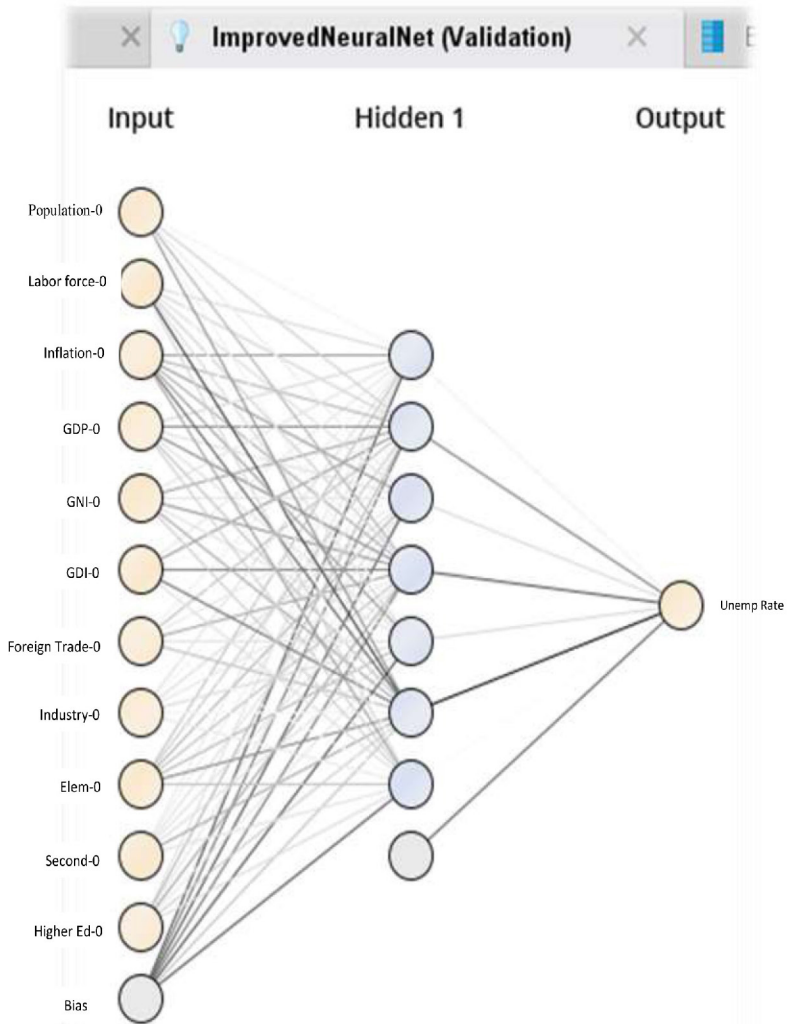 ImprovedNeuralNet (Validation)
Input Hidden 1 Output
Population-0
Labor force-0
Inflation-0
GDP-0
GNI-0
GDI-0
Unemp Rate
Foreign Trade-0
Industry-0
Elem-0
Second-0
Higher Ed-0
Bias